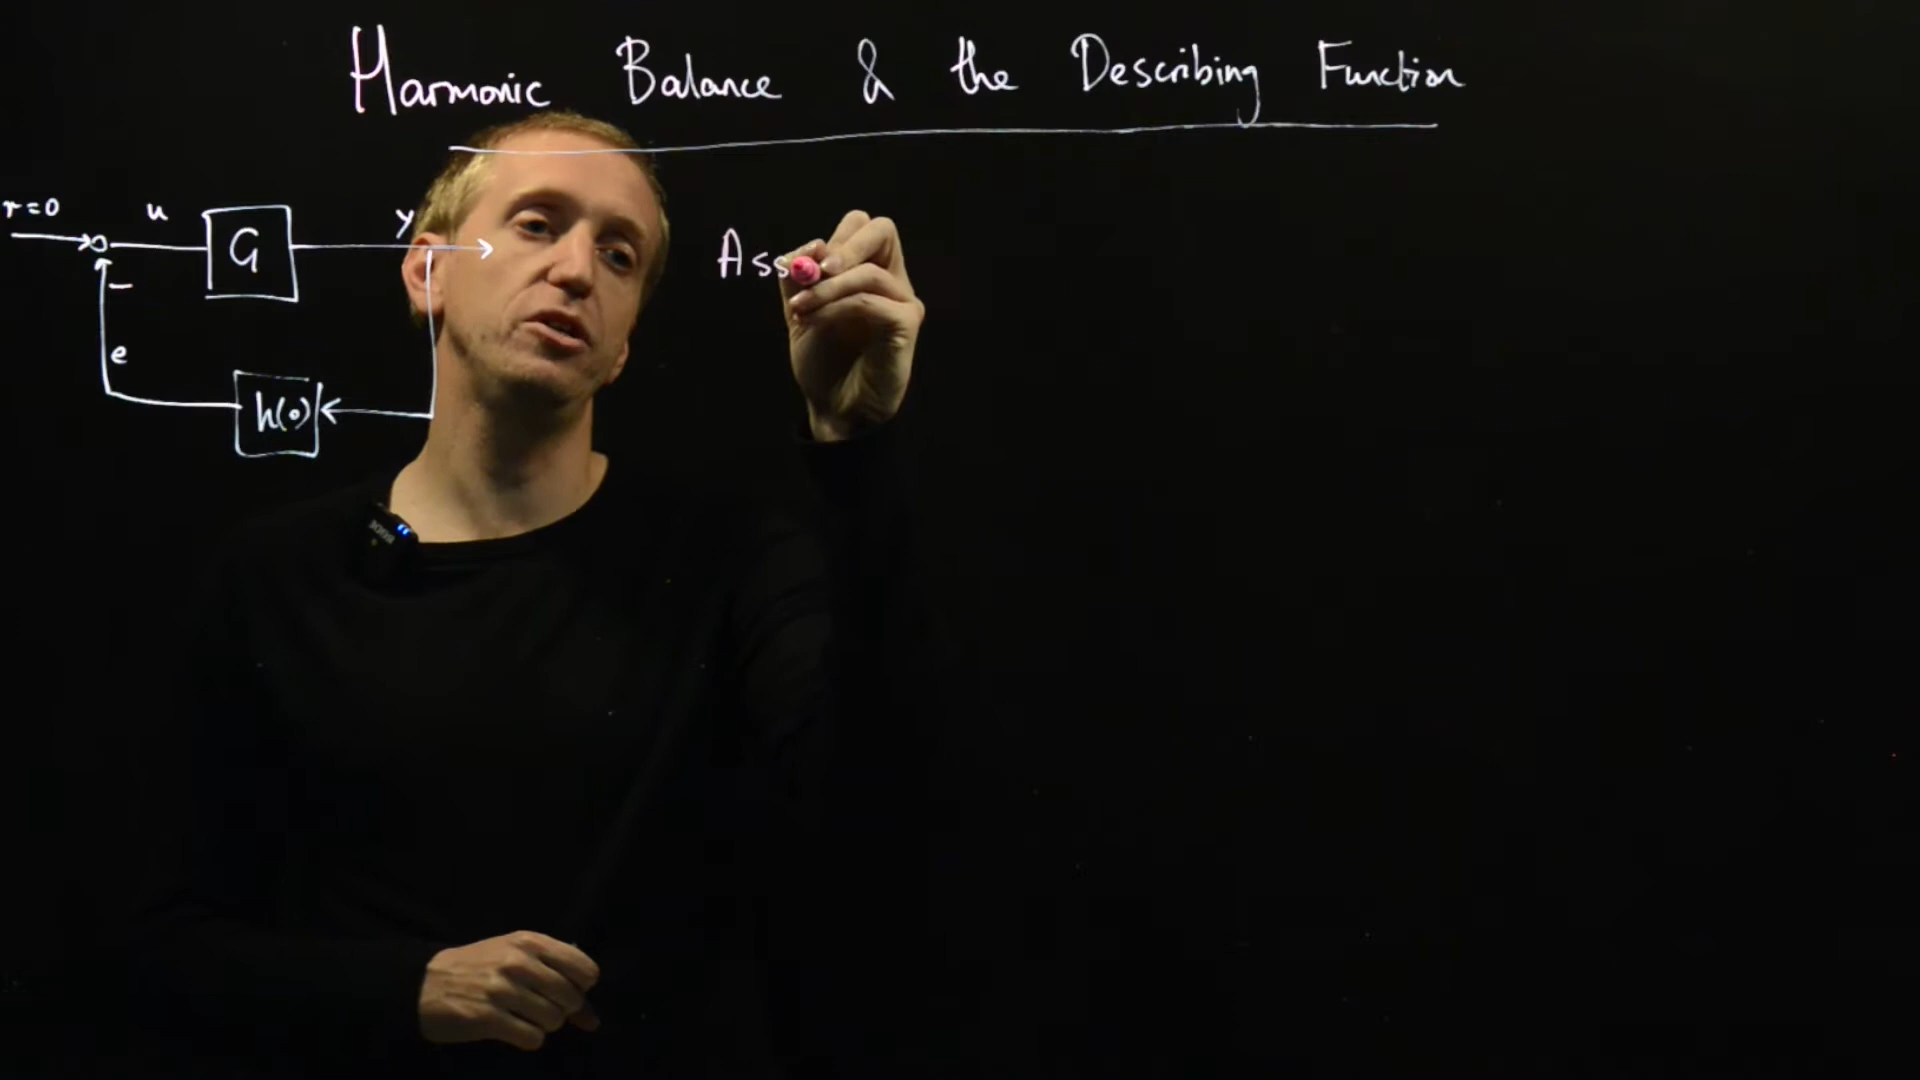 Harmonic Balance & the Describing Function
r=0
u
G
y
Ass
−
e
h(o)